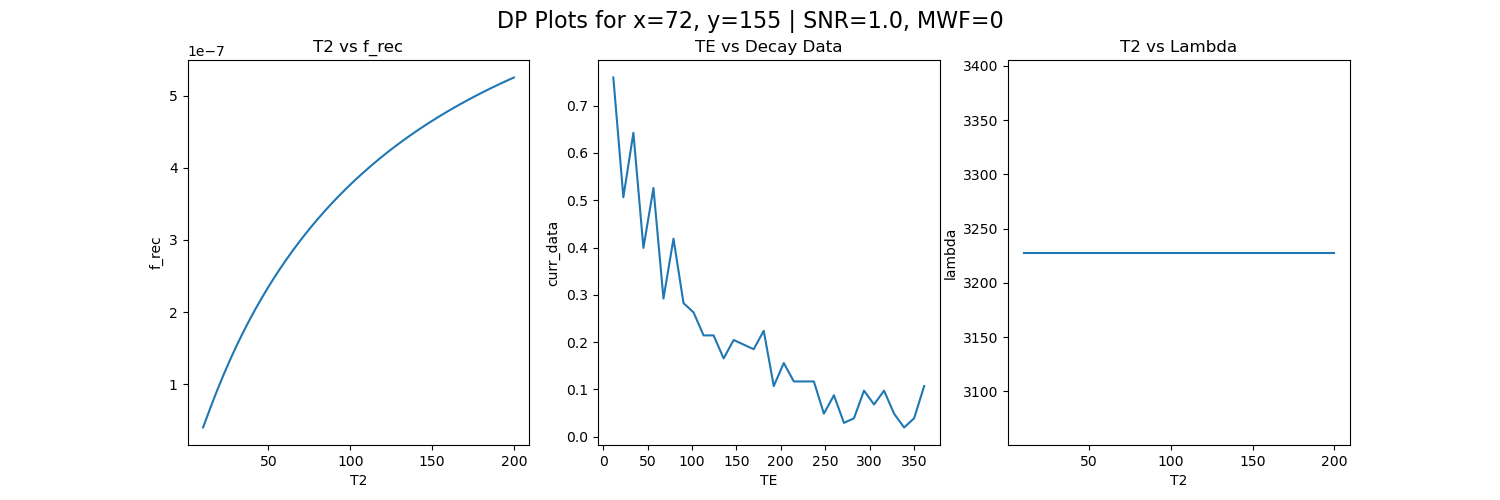 DP Plots for x=72, y=155 | SNR=1.0, MWF=0
T2 vs f_rec
1e−7
5
4
3
2
1
f_rec
50 100 150 200
T2
TE vs Decay Data
0.7
0.6
0.5
0.4
0.3
0.2
0.1
0.0
curr_data
0 50 100 150 200 250 300 350
TE
T2 vs Lambda
3400
3350
3300
3250
3200
3150
3100
lambda
50 100 150 200
T2